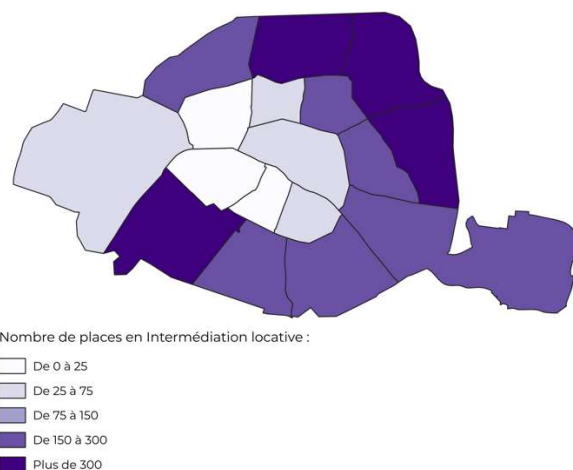 Nombre de places en Intermédiation locative :
De 0 à 25
De 25 à 75
De 75 à 150
De 150 à 300
Plus de 300